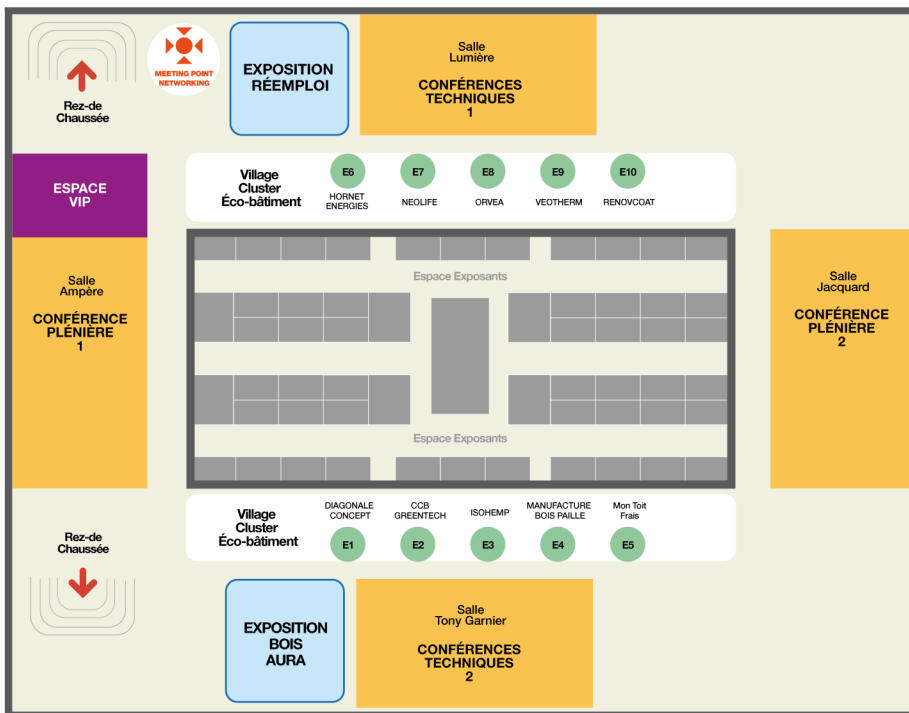 MEETING POINT
NETWORKING
Rez-de
Chaussée
EXPOSITION
RÉEMPLOI
Salle
Lumière
CONFÉRENCES
TECHNIQUES
1
ESPACE
VIP
Village
Cluster
Éco-bâtiment
E6
HORNET
ENERGIES
E7
NEOLIFE
E8
ORVEA
E9
VEOTHERM
E10
RENOVCOAT
Salle
Ampère
CONFÉRENCE
PLÉNIÈRE
1
Espace Exposants
Espace Exposants
Salle
Jacquard
CONFÉRENCE
PLÉNIÈRE
2
Village
Cluster
Éco-bâtiment
DIAGONALE
CONCEPT
E1
CCB
GREENTECH
E2
ISOHEMP
E3
MANUFACTURE
BOIS PAILLE
E4
Mon Toit
Frais
E5
Rez-de
Chaussée
EXPOSITION
BOIS
AURA
Salle
Tony Garnier
CONFÉRENCES
TECHNIQUES
2